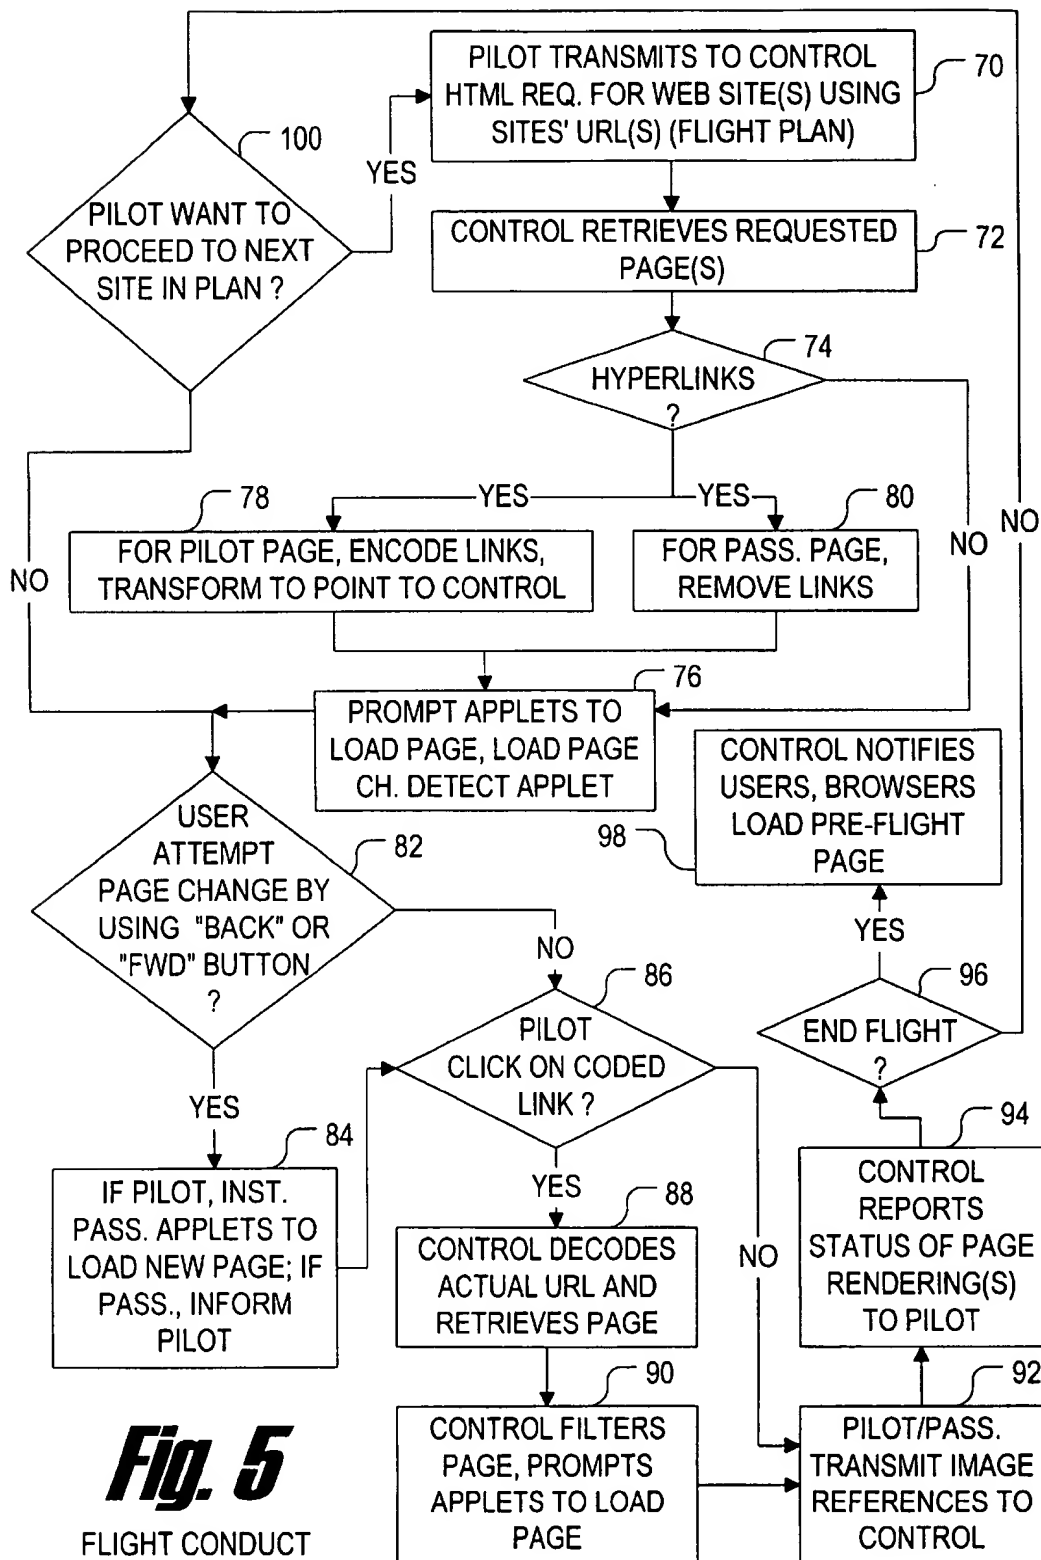 PILOT TRANSMITS TO CONTROL
HTML REQ. FOR WEB SITE(S) USING
SITES' URL(S) (FLIGHT PLAN)
70
100
YES
PILOT WANT TO
PROCEED TO NEXT
SITE IN PLAN ?
CONTROL RETRIEVES REQUESTED
PAGE(S)
72
74
HYPERLINKS
?
78
YES
YES
80
NO
NO
NO
FOR PILOT PAGE, ENCODE LINKS,
TRANSFORM TO POINT TO CONTROL
FOR PASS. PAGE,
REMOVE LINKS
76
PROMPT APPLETS TO
LOAD PAGE, LOAD PAGE
CH. DETECT APPLET
CONTROL NOTIFIES
USERS, BROWSERS
LOAD PRE-FLIGHT
PAGE
98
USER
ATTEMPT
PAGE CHANGE BY
USING "BACK" OR
"FWD" BUTTON
?
82
NO
YES
86
96
PILOT
CLICK ON CODED
LINK ?
END FLIGHT
?
YES
84
YES
88
94
IF PILOT, INST.
PASS. APPLETS TO
LOAD NEW PAGE; IF
PASS., INFORM
PILOT
CONTROL DECODES
ACTUAL URL AND
RETRIEVES PAGE
NO
CONTROL
REPORTS
STATUS OF PAGE
RENDERING(S)
TO PILOT
90
92
CONTROL FILTERS
PAGE, PROMPTS
APPLETS TO LOAD
PAGE
PILOT/PASS.
TRANSMIT IMAGE
REFERENCES TO
CONTROL
Fig. 5
FLIGHT CONDUCT